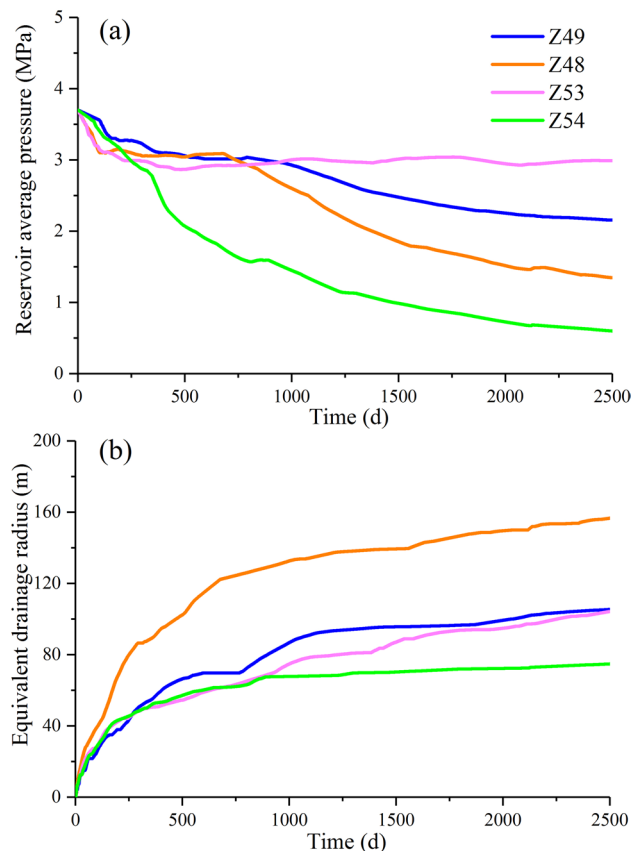 (a)
Z49
Z48
Z53
Z54
Reservoir average pressure (MPa)
5
4
3
2
1
0
0 500 1000 1500 2000 2500
Time (d)
(b)
Equivalent drainage radius (m)
200
160
120
80
40
0
0 500 1000 1500 2000 2500
Time (d)